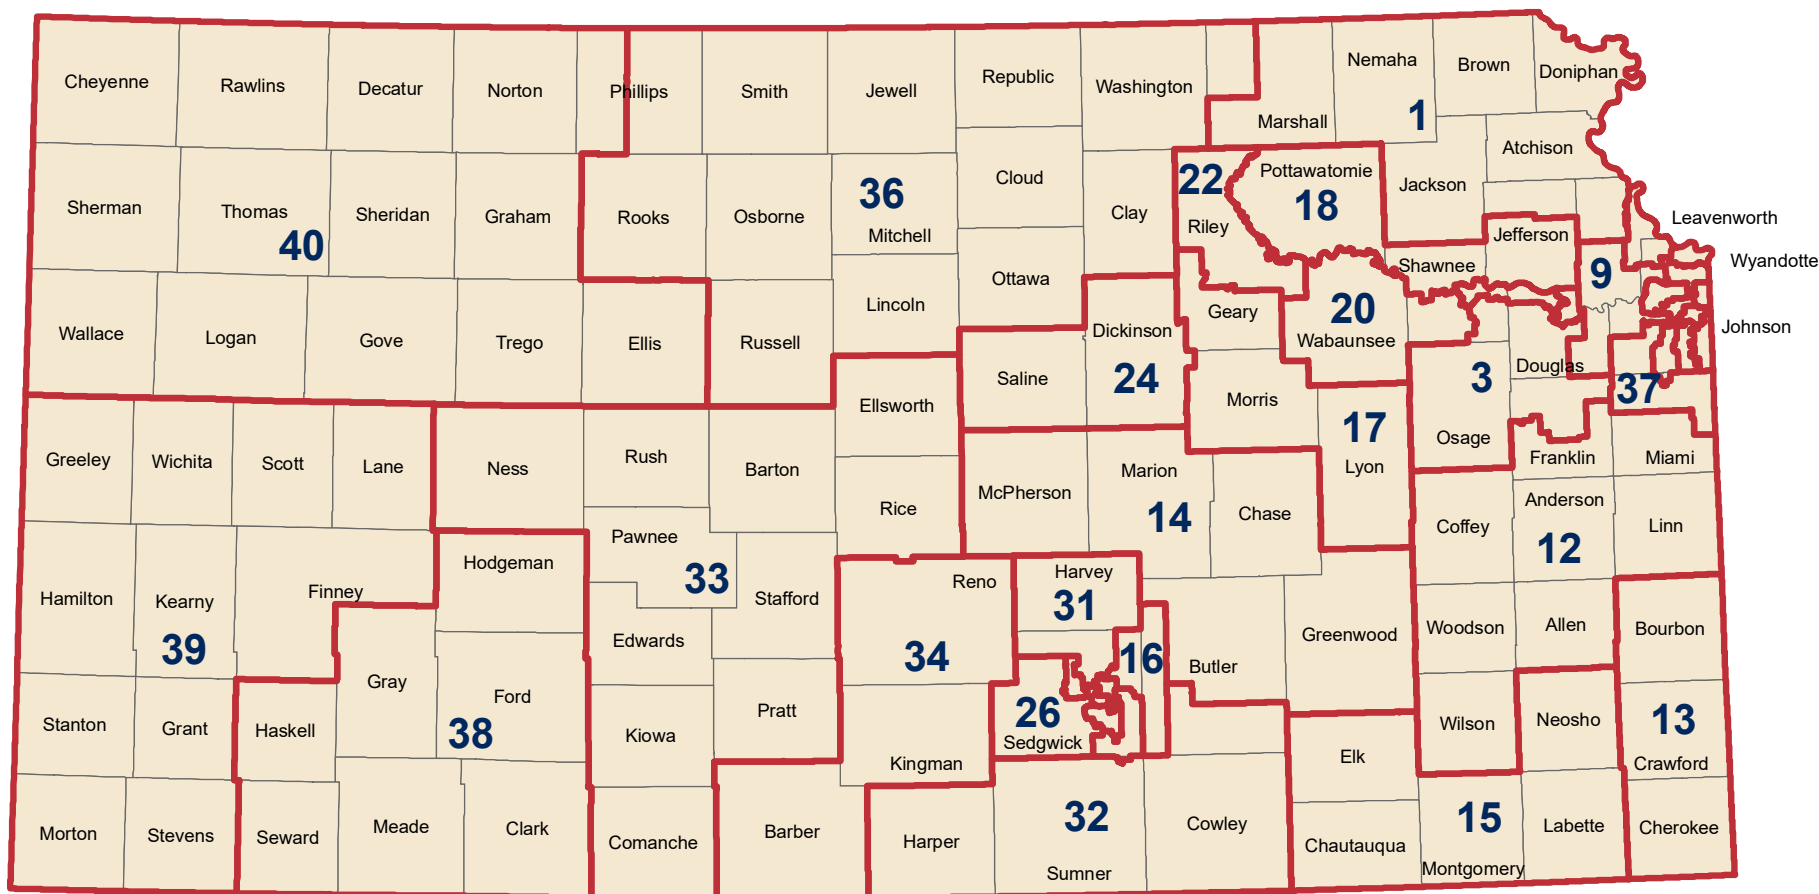 Cheyenne
Rawlins
Decatur
Norton
Phillips
Smith
Jewell
Republic
Washington
Marshall
Nemaha
1
Brown
Doniphan
Atchison
Sherman
Thomas
40
Sheridan
Graham
Rooks
Osborne
36
Mitchell
Cloud
Clay
22
Riley
Pottawatomie
18
Jackson
Jefferson
Leavenworth
Wyandotte
Wallace
Logan
Gove
Trego
Ellis
Russell
Lincoln
Ottawa
Saline
Dickinson
24
Geary
Morris
20
Wabaunsee
Shawnee
9
Douglas
3
Johnson
37
Osage
Franklin
Miami
Greeley
Wichita
Scott
Lane
Ness
Rush
Barton
Ellsworth
Rice
McPherson
Marion
14
Chase
17
Lyon
Coffey
Anderson
12
Linn
Hamilton
Kearny
39
Finney
Hodgeman
Pawnee
33
Stafford
Edwards
Reno
34
Harvey
31
16
Butler
Greenwood
Woodson
Allen
Bourbon
Stanton
Grant
Haskell
Gray
Ford
38
Kiowa
Pratt
Kingman
26
Sedgwick
Elk
Wilson
Neosho
13
Crawford
Morton
Stevens
Seward
Meade
Clark
Comanche
Barber
Harper
32
Sumner
Cowley
Chautauqua
15
Montgomery
Labette
Cherokee